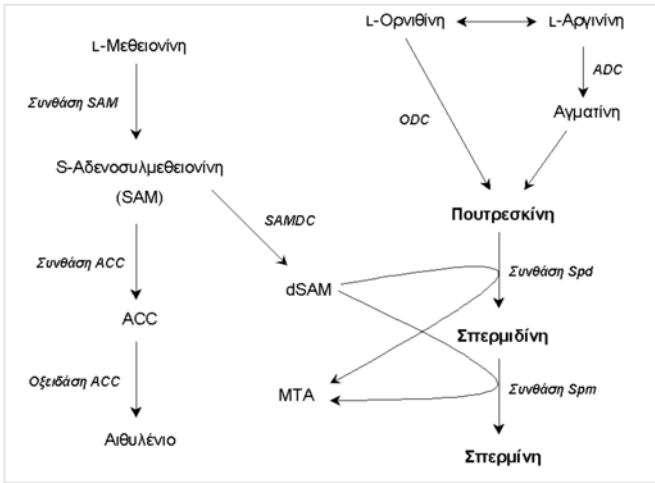 L-Μεθειονίνη
Συνθάση SAM
S-Αδενοσυλμεθειονίνη
(SAM)
SAMDC
Συνθάση ACC
dSAM
ACC
Οξειδάση ACC
MTA
Αιθυλένιο
L-Ορνιθίνη
L-Αργινίνη
ADC
ODC
Αγματίνη
Πουτρεσκίνη
Συνθάση Spd
Σπερμιδίνη
Συνθάση Spm
Σπερμίνη